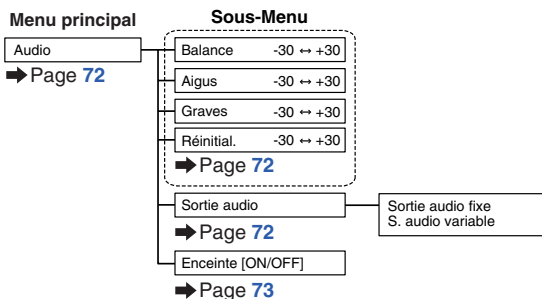 Menu principal
Sous-Menu
Audio
➡ Page 72
Balance -30 ↔ +30
Aigus -30 ↔ +30
Graves -30 ↔ +30
Réinitial. -30 ↔ +30
➡ Page 72
Sortie audio
Sortie audio fixe
S. audio variable
➡ Page 72
Enceinte [ON/OFF]
➡ Page 73